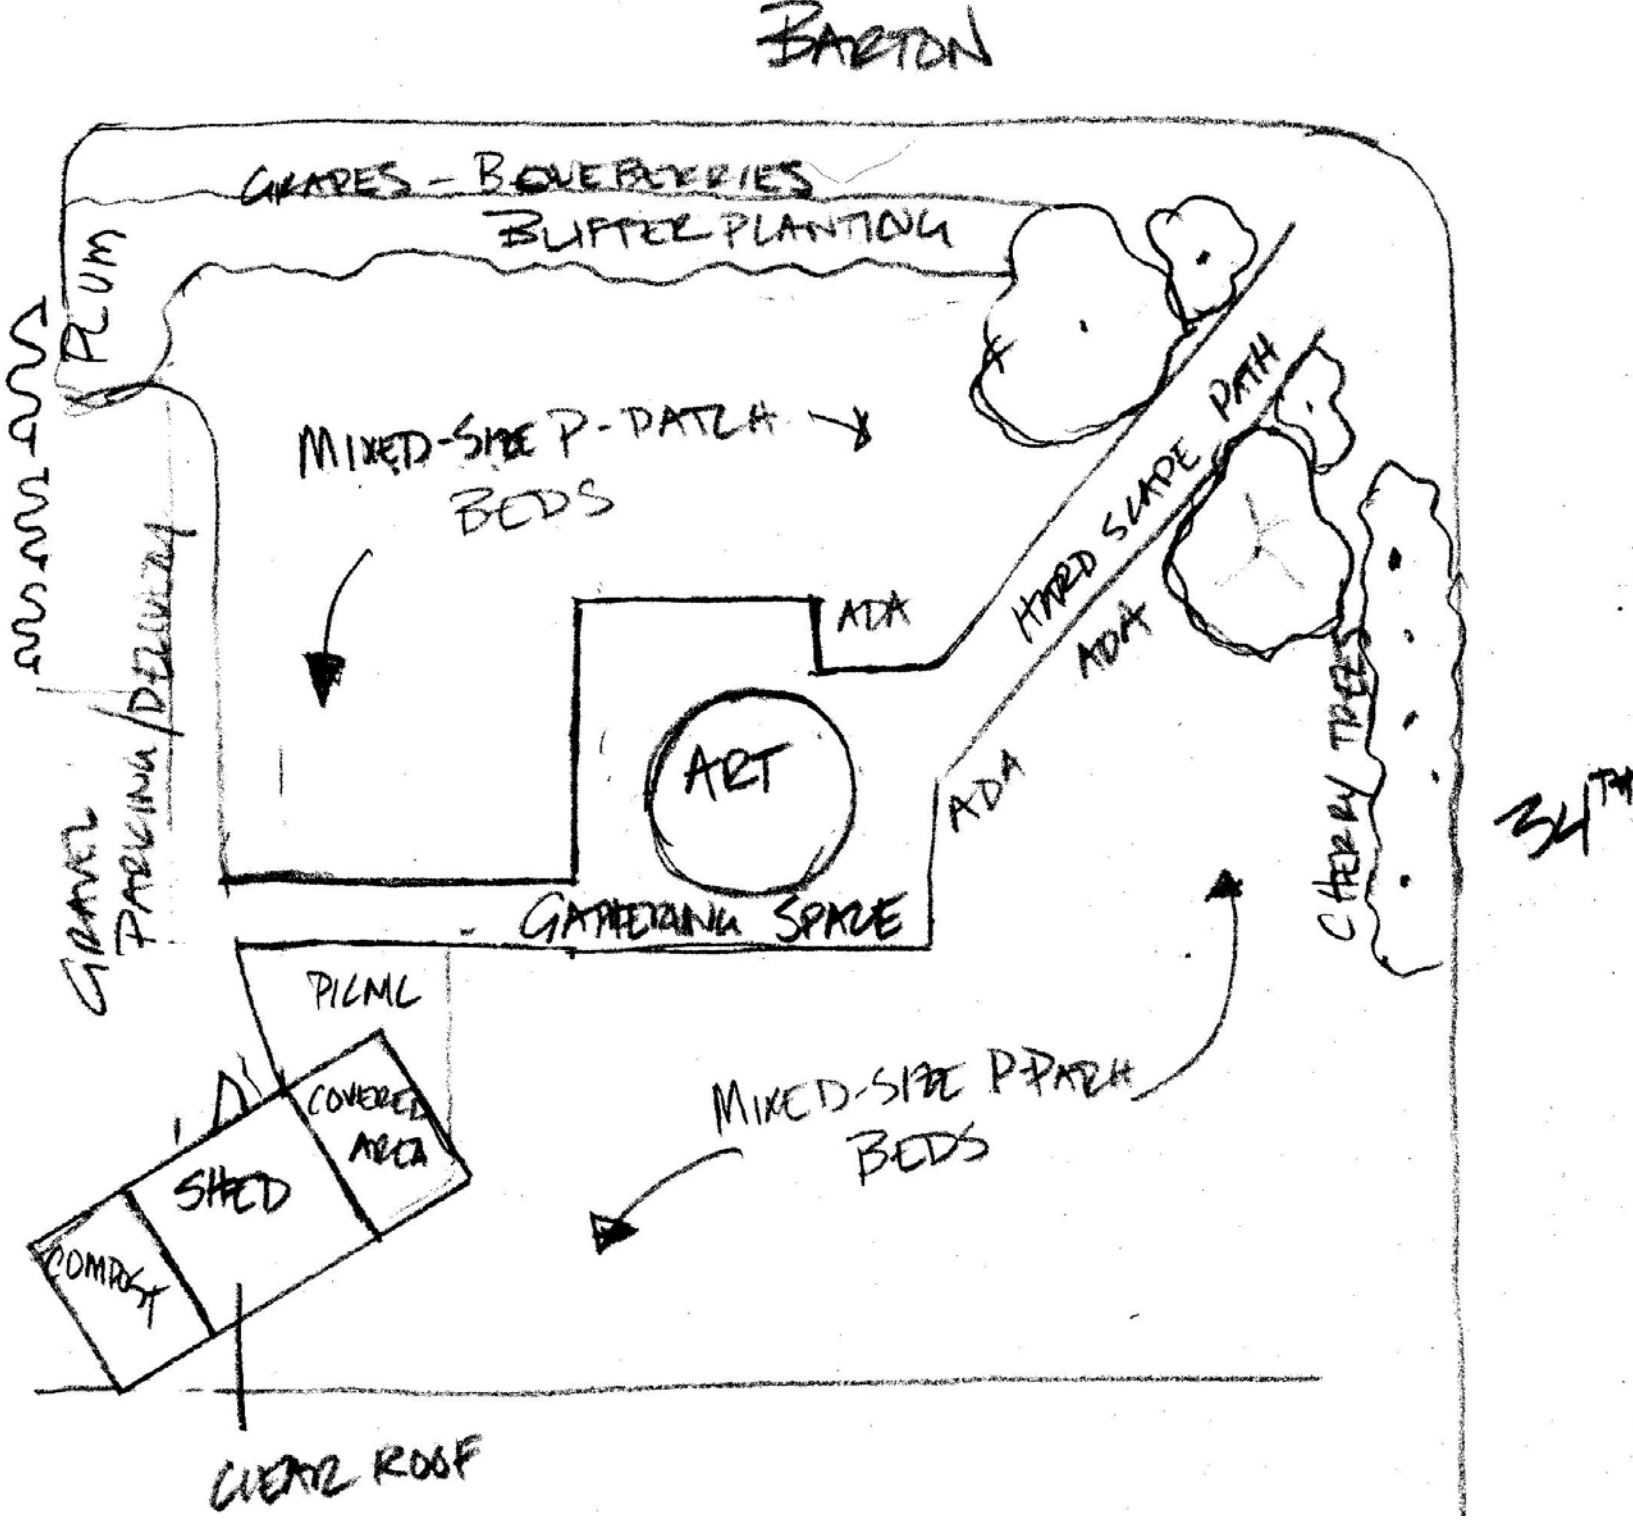 BARTON
GRAPES - BLUEBERRIES
BUFFER PLANTING
PLUM
MIXED-SIZE P-PATCH
BEDS
HARD SCAPE PATH
ADA
ADA
ADA
ART
GATHERING SPACE
CHERRY TREES
34TH
GRAVEL
PARKING/DELIVERY
PICNIC
COVERED
AREA
SHED
COMPOST
MIXED-SIZE P-PATCH
BEDS
CLEAR ROOF